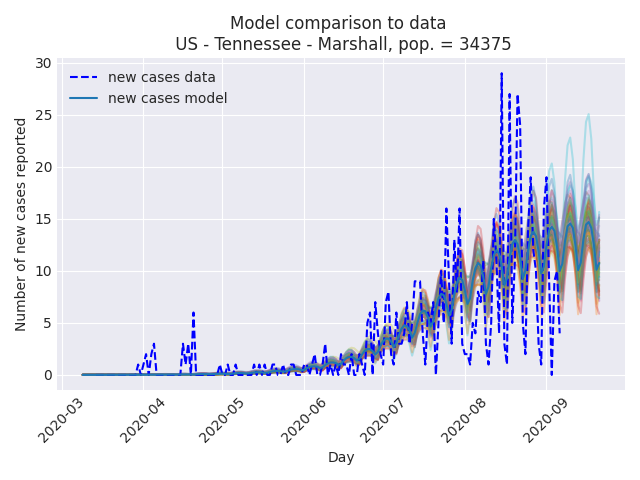 Model comparison to data
US - Tennessee - Marshall, pop. = 34375
new cases data
new cases model
Number of new cases reported
30
25
20
15
10
5
0
2020-03
2020-04
2020-05
2020-06
2020-07
2020-08
2020-09
Day